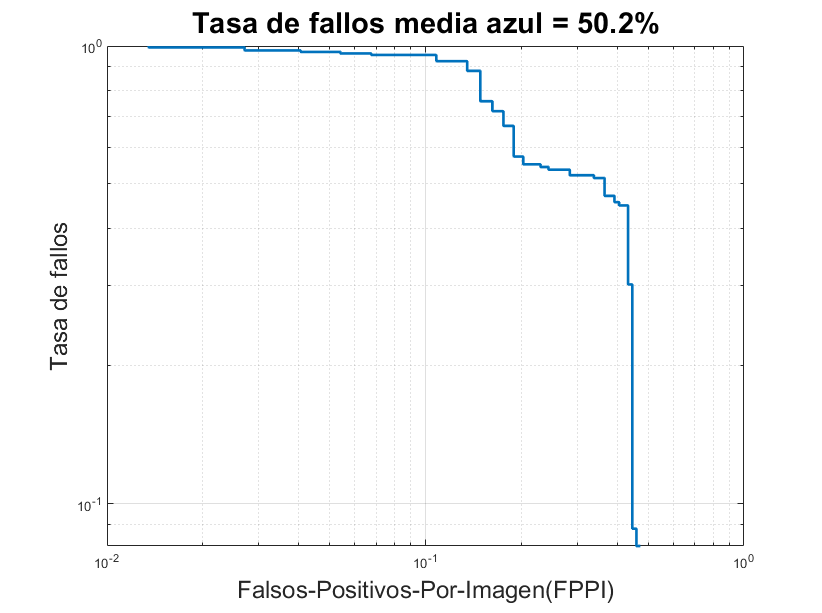 Tasa de fallos media azul = 50.2%
10^0
Tasa de fallos
10^-1
10^-2
10^-1
10^0
Falsos-Positivos-Por-Imagen(FPPI)